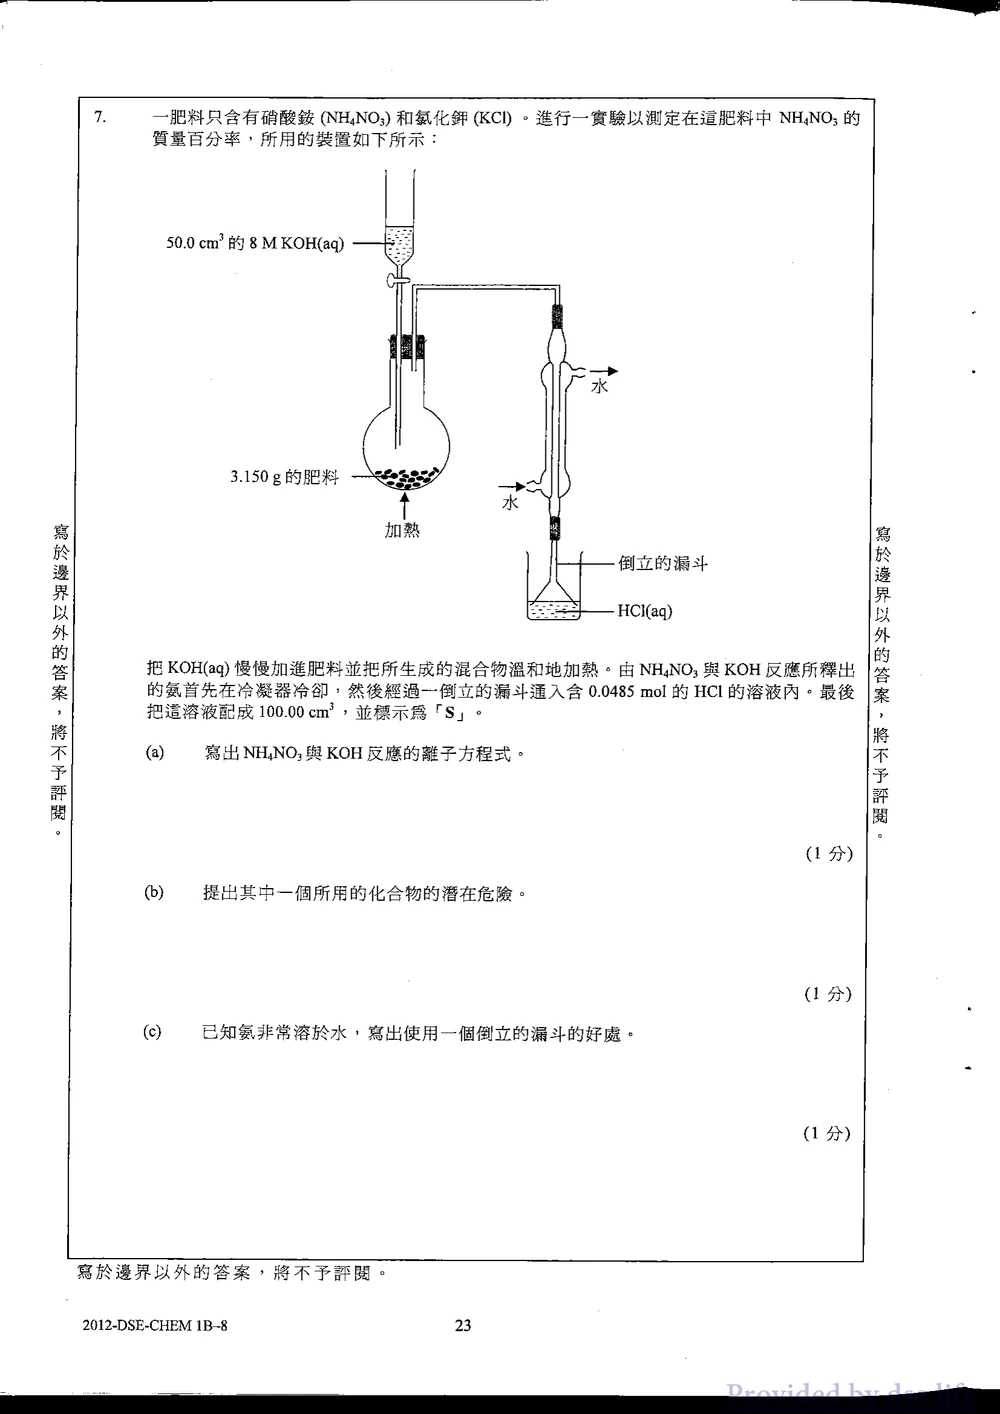 7. 一肥料只含有硝酸銨 (NH₄NO₃) 和氯化鉀 (KCl) 。進行一實驗以測定在這肥料中 NH₄NO₃ 的
質量百分率，所用的裝置如下所示：
50.0 cm³ 的 8 M KOH(aq)
水
3.150 g 的肥料
水
加熱
倒立的漏斗
HCl(aq)
把 KOH(aq) 慢慢加進肥料並把所生成的混合物溫和地加熱。由 NH₄NO₃ 與 KOH 反應所釋出
的氨首先在冷凝器冷卻，然後經過一倒立的漏斗通入含 0.0485 mol 的 HCl 的溶液內。最後
把這溶液配成 100.00 cm³，並標示為「S」。
(a) 寫出 NH₄NO₃ 與 KOH 反應的離子方程式。
(1 分)
(b) 提出其中一個所用的化合物的潛在危險。
(1 分)
(c) 已知氨非常溶於水，寫出使用一個倒立的漏斗的好處。
(1 分)
寫於邊界以外的答案，將不予評閱。
寫於邊界以外的答案，將不予評閱。
寫於邊界以外的答案，將不予評閱。
2012-DSE-CHEM 1B–8
23
Provided by dse.life